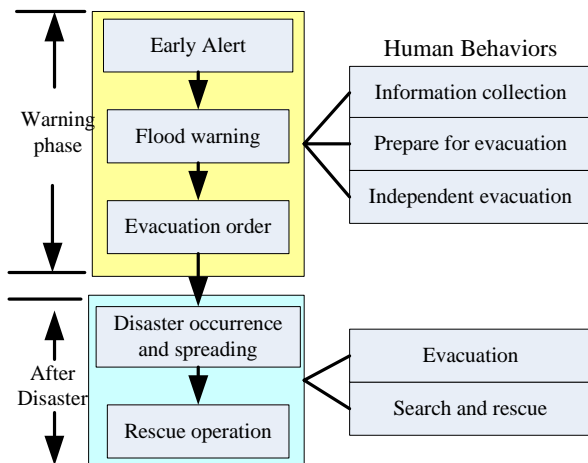 Early Alert
Human Behaviors
Information collection
Warning
phase
Flood warning
Prepare for evacuation
Independent evacuation
Evacuation order
Disaster occurrence
and spreading
Evacuation
After
Disaster
Search and rescue
Rescue operation